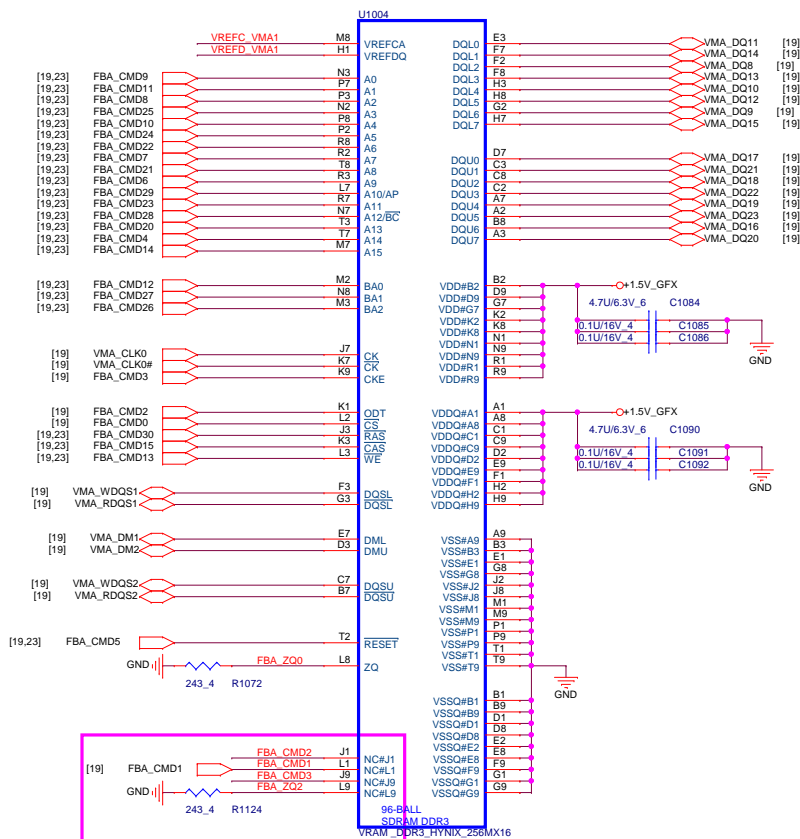 U1004
VREFC_VMA1 M8 VREFCA E3 DQL0 VMA_DQ11 [19]
VREFD_VMA1 H1 VREFDQ F7 DQL1 VMA_DQ14 [19]
F2 DQL2 VMA_DQ8 [19]
[19,23] FBA_CMD9 N3 A0 F8 DQL3 VMA_DQ13 [19]
[19,23] FBA_CMD11 P7 A1 H3 DQL4 VMA_DQ10 [19]
[19,23] FBA_CMD8 P3 A2 H8 DQL5 VMA_DQ12 [19]
[19,23] FBA_CMD25 N2 A3 G2 DQL6 VMA_DQ9 [19]
[19,23] FBA_CMD10 P8 A4 H7 DQL7 VMA_DQ15 [19]
[19,23] FBA_CMD24 P2 A5
[19,23] FBA_CMD22 R8 A6
[19,23] FBA_CMD7 R2 A7 D7 DQU0 VMA_DQ17 [19]
[19,23] FBA_CMD21 T8 A8 C3 DQU1 VMA_DQ21 [19]
[19,23] FBA_CMD6 R3 A9 C8 DQU2 VMA_DQ18 [19]
[19,23] FBA_CMD29 L7 A10/AP C2 DQU3 VMA_DQ22 [19]
[19,23] FBA_CMD23 R7 A11 A7 DQU4 VMA_DQ19 [19]
[19,23] FBA_CMD28 N7 A12/BC A2 DQU5 VMA_DQ23 [19]
[19,23] FBA_CMD20 T3 A13 B8 DQU6 VMA_DQ16 [19]
[19,23] FBA_CMD4 T7 A14 A3 DQU7 VMA_DQ20 [19]
[19,23] FBA_CMD14 M7 A15
[19,23] FBA_CMD12 M2 BA0 B2 VDD#B2 +1.5V_GFX
[19,23] FBA_CMD27 N8 BA1 D9 VDD#D9
[19,23] FBA_CMD26 M3 BA2 G7 VDD#G7 4.7U/6.3V_6 C1084
K2 VDD#K2
K8 VDD#K8 0.1U/16V_4 C1085
N1 VDD#N1 0.1U/16V_4 C1086
[19] VMA_CLK0 J7 CK N9 VDD#N9
[19] VMA_CLK0# K7 CK R1 VDD#R1 GND
[19] FBA_CMD3 K9 CKE R9 VDD#R9
[19] FBA_CMD2 K1 ODT A1 VDDQ#A1 +1.5V_GFX
[19] FBA_CMD0 L2 CS A8 VDDQ#A8
[19,23] FBA_CMD30 J3 RAS C1 VDDQ#C1 4.7U/6.3V_6 C1090
[19,23] FBA_CMD15 K3 CAS C9 VDDQ#C9
[19,23] FBA_CMD13 L3 WE D2 VDDQ#D2 0.1U/16V_4 C1091
E9 VDDQ#E9 0.1U/16V_4 C1092
F1 VDDQ#F1
[19] VMA_WDQS1 F3 DQSL H2 VDDQ#H2 GND
[19] VMA_RDQS1 G3 DQSL H9 VDDQ#H9
[19] VMA_DM1 E7 DML A9 VSS#A9
[19] VMA_DM2 D3 DMU B3 VSS#B3
E1 VSS#E1
G8 VSS#G8
[19] VMA_WDQS2 C7 DQSU J2 VSS#J2
[19] VMA_RDQS2 B7 DQSU J8 VSS#J8
M1 VSS#M1
M9 VSS#M9
P1 VSS#P1
[19,23] FBA_CMD5 T2 RESET P9 VSS#P9
T1 VSS#T1
GND 243_4 R1072 FBA_ZQ0 L8 ZQ T9 VSS#T9 GND
B1 VSSQ#B1
B9 VSSQ#B9
D1 VSSQ#D1
D8 VSSQ#D8
E2 VSSQ#E2
FBA_CMD2 J1 NC#J1 E8 VSSQ#E8
[19] FBA_CMD1 FBA_CMD1 L1 NC#L1 F9 VSSQ#F9
FBA_CMD3 J9 NC#J9 G1 VSSQ#G1
GND 243_4 R1124 FBA_ZQ2 L9 NC#L9 G9 VSSQ#G9
96-BALL
SDRAM DDR3
VRAM _DDR3_HYNIX_256MX16